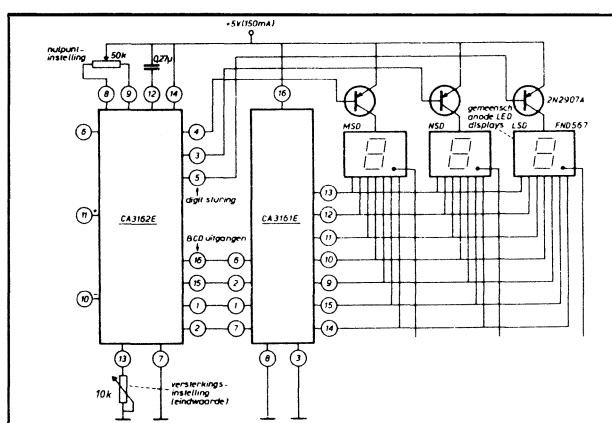 +5V(150mA)
nulpunt-
instelling
50k
0,27µ
8
9
12
14
16
2N2907A
gemeensch
anode LED
displays
MSD
NSD
LSD
FND567
6
4
3
5
digit sturing
13
12
11
CA3162E
CA3161E
11
+
BCD uitgangen
16
6
10
15
2
9
10
-
1
1
15
2
7
14
13
7
8
3
10k
versterkings-
instelling
(eindwaarde)